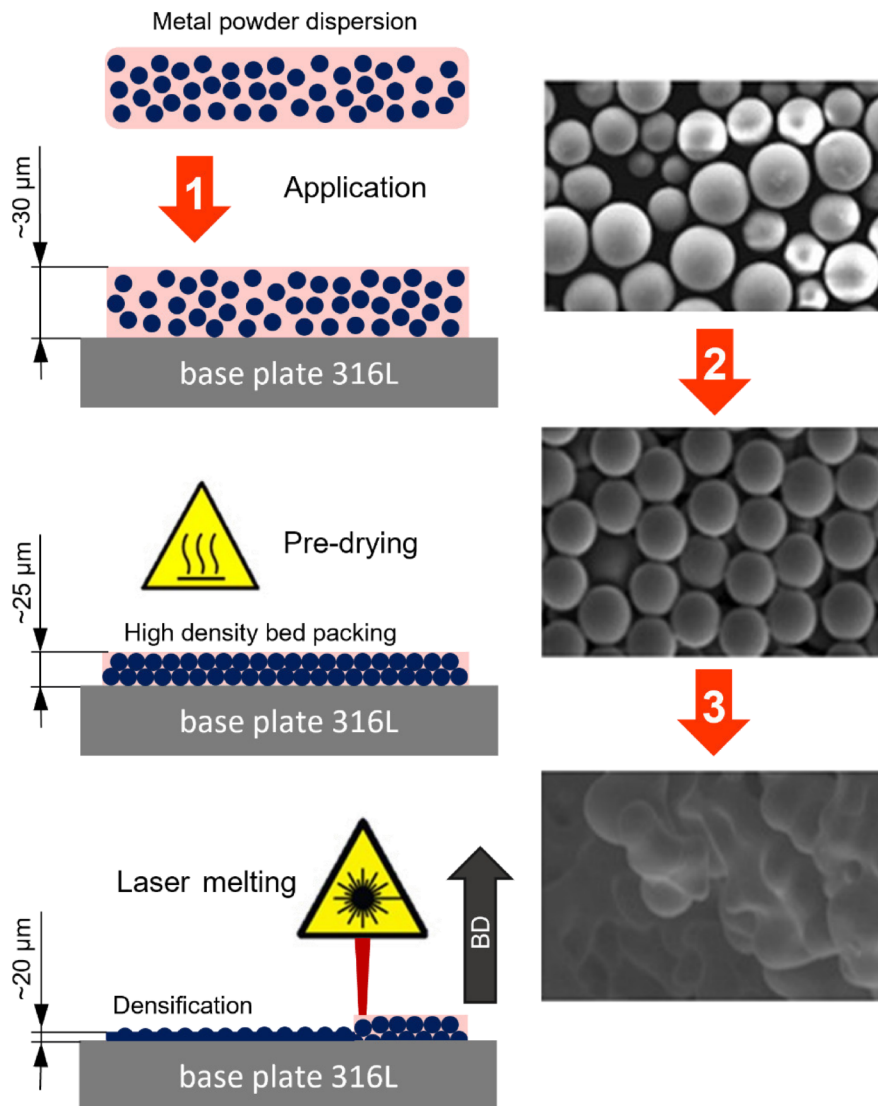 Metal powder dispersion
1
Application
~30 µm
base plate 316L
2
Pre-drying
~25 µm
High density bed packing
base plate 316L
3
Laser melting
BD
~20 µm
Densification
base plate 316L